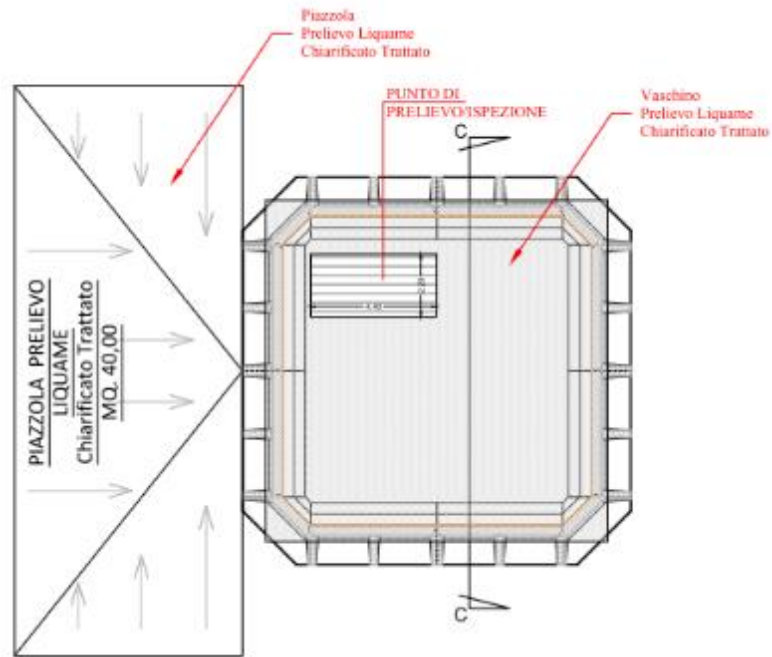 Piazzola
Prelievo Liquame
Chiarificato Trattato
PUNTO DI
PRELIEVO/ISPEZIONE
Vaschino
Prelievo Liquame
Chiarificato Trattato
C
PIAZZOLA PRELIEVO
LIQUAME
Chiarificato Trattato
MQ. 40,00
C